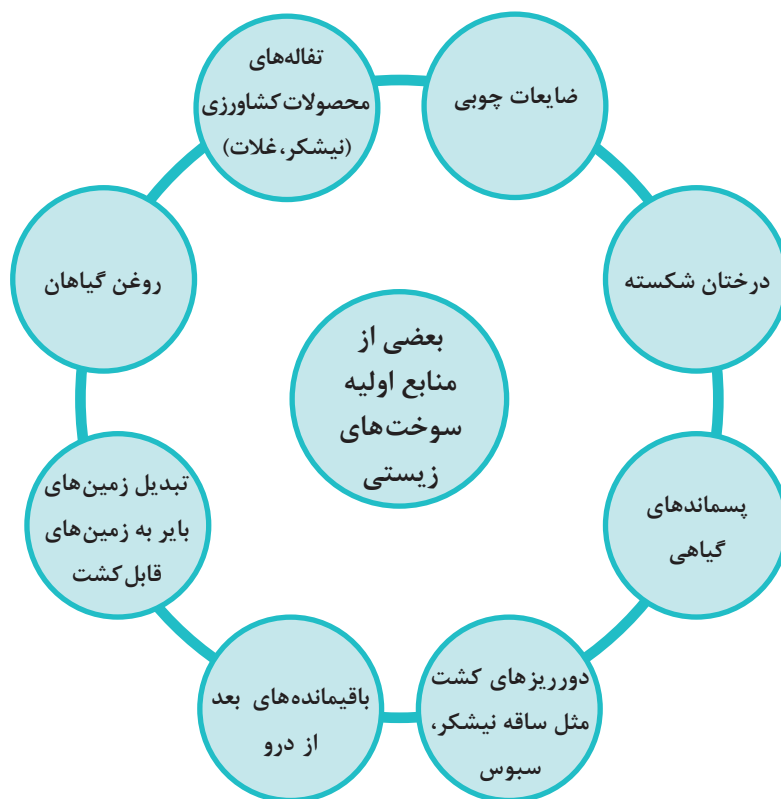 بعضی از
منابع اولیه
سوخت‌های
زیستی
ضایعات چوبی
درختان شکسته
پسماندهای
گیاهی
دورریزهای کشت
مثل ساقه نیشکر،
سبوس
باقیمانده‌های بعد
از درو
تبدیل زمین‌های
بایر به زمین‌های
قابل‌کشت
روغن گیاهان
تفاله‌های
محصولات کشاورزی
(نیشکر، غلات)